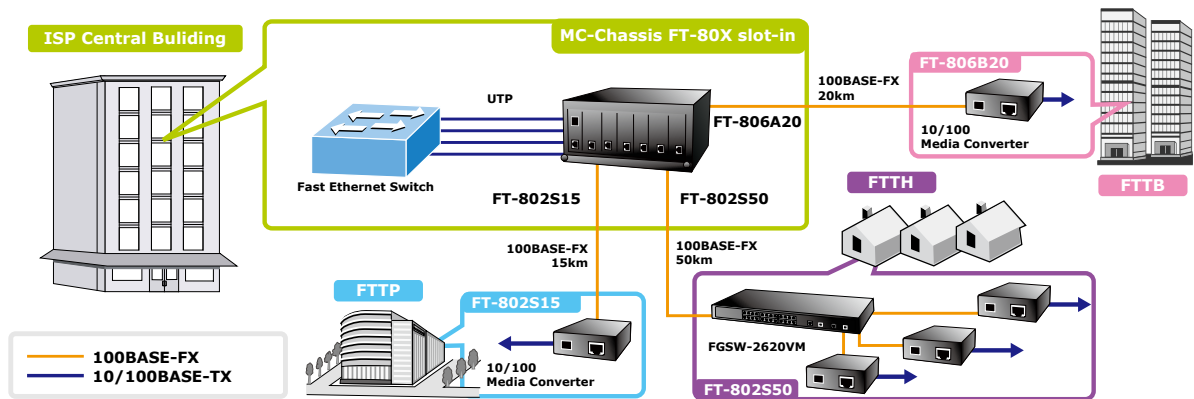 ISP Central Buliding
MC-Chassis FT-80X slot-in
UTP
Fast Ethernet Switch
FT-806A20
FT-802S15
FT-802S50
100BASE-FX
20km
FT-806B20
10/100
Media Converter
FTTB
FTTH
100BASE-FX
15km
100BASE-FX
50km
FTTP
FT-802S15
10/100
Media Converter
FGSW-2620VM
FT-802S50
100BASE-FX
10/100BASE-TX